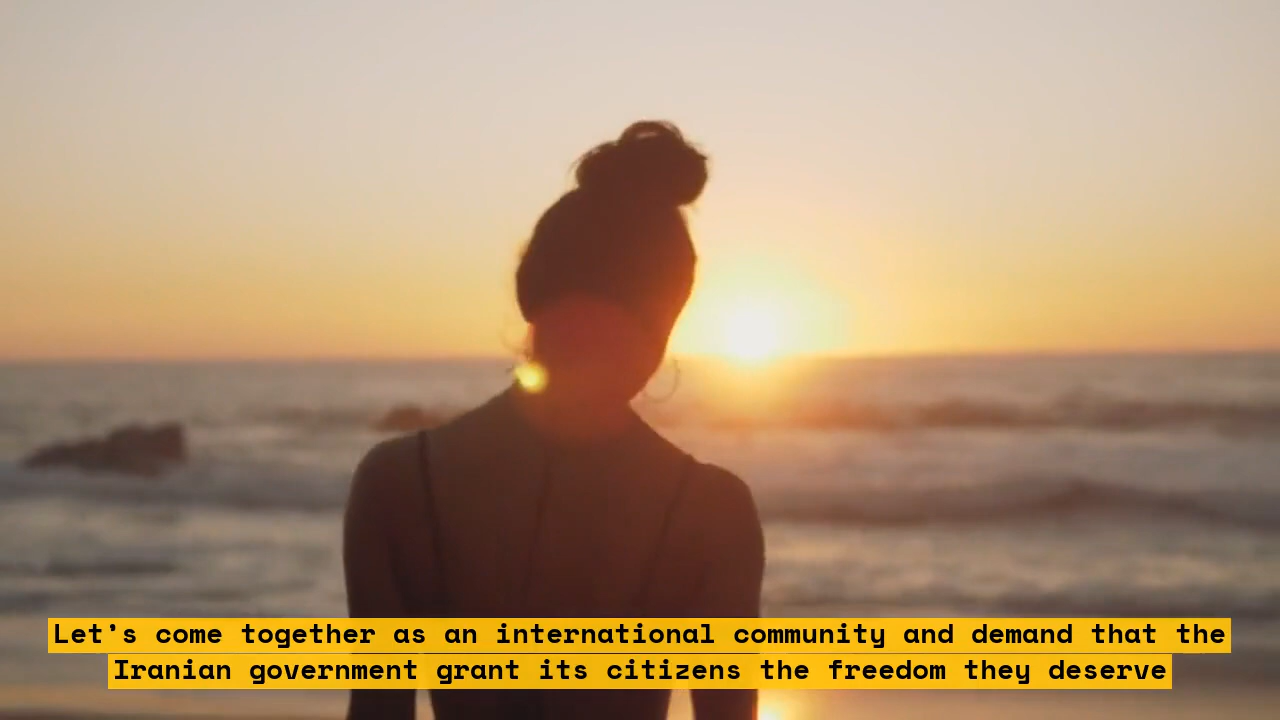 Let's come together as an international community and demand that the
Iranian government grant its citizens the freedom they deserve